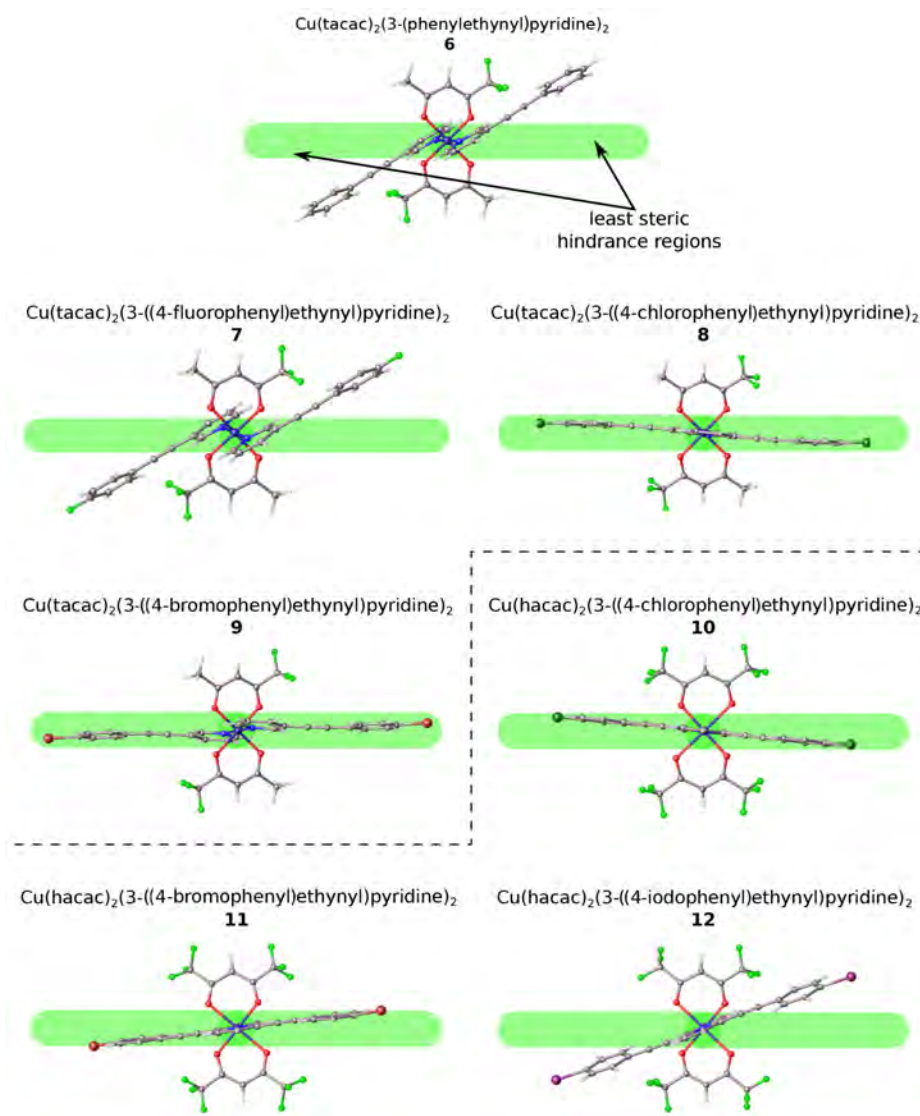 Cu(tacac)₂(3-(phenylethynyl)pyridine)₂
6
least steric
hindrance regions
Cu(tacac)₂(3-((4-fluorophenyl)ethynyl)pyridine)₂
7
Cu(tacac)₂(3-((4-chlorophenyl)ethynyl)pyridine)₂
8
Cu(tacac)₂(3-((4-bromophenyl)ethynyl)pyridine)₂
9
Cu(hacac)₂(3-((4-chlorophenyl)ethynyl)pyridine)₂
10
Cu(hacac)₂(3-((4-bromophenyl)ethynyl)pyridine)₂
11
Cu(hacac)₂(3-((4-iodophenyl)ethynyl)pyridine)₂
12